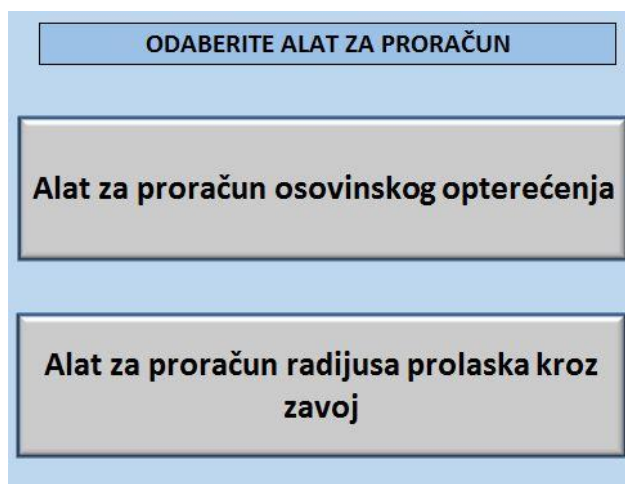 ODABERITE ALAT ZA PRORAČUN
Alat za proračun osovinskog opterećenja
Alat za proračun radijusa prolaska kroz
zavoj